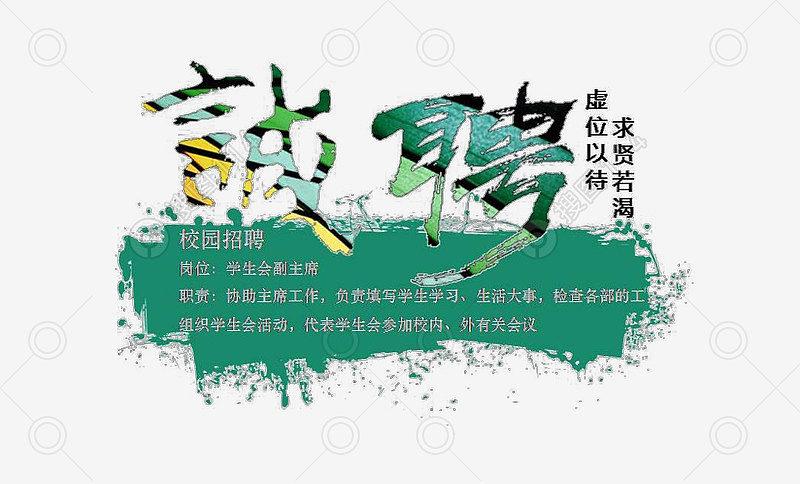 誠聘
虚位以待
求贤若渴
校园招聘
岗位：学生会副主席
职责：协助主席工作，负责填写学生学习、生活大事，检查各部的工
组织学生会活动，代表学生会参加校内、外有关会议